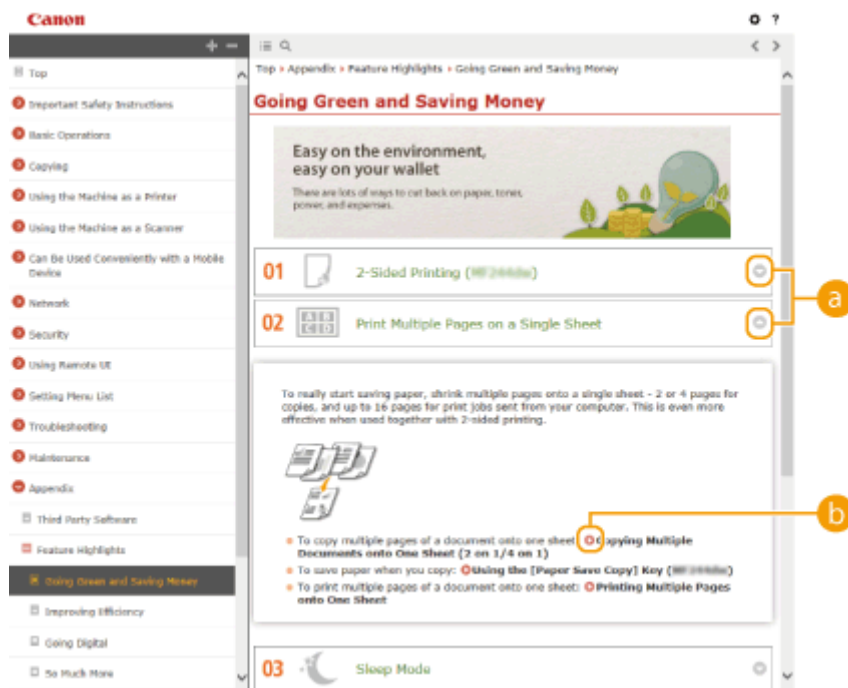 Canon
?
Top
Important Safety Instructions
Basic Operations
Copying
Using the Machine as a Printer
Using the Machine as a Scanner
Can Be Used Conveniently with a Mobile
Device
Network
Security
Using Remote UI
Setting Menu List
Troubleshooting
Maintenance
Appendix
Third Party Software
Feature Highlights
Going Green and Saving Money
Improving Efficiency
Going Digital
So Much More
Top » Appendix » Feature Highlights » Going Green and Saving Money
Going Green and Saving Money
Easy on the environment,
easy on your wallet
There are lots of ways to cut back on paper, toner,
power, and expenses.
01 2-Sided Printing ( )
02 A B C D Print Multiple Pages on a Single Sheet
a
To really start saving paper, shrink multiple pages onto a single sheet - 2 or 4 pages for
copies, and up to 16 pages for print jobs sent from your computer. This is even more
effective when used together with 2-sided printing.
b
To copy multiple pages of a document onto one sheet: Copying Multiple
Documents onto One Sheet (2 on 1/4 on 1)
To save paper when you copy: Using the [Paper Save Copy] Key ( )
To print multiple pages of a document onto one sheet: Printing Multiple Pages
onto One Sheet
03 Sleep Mode